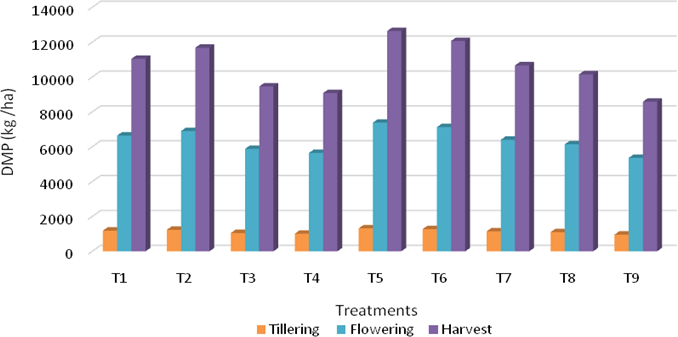 14000
12000
10000
8000
6000
4000
2000
0
DMP (kg /ha)
T1 T2 T3 T4 T5 T6 T7 T8 T9
Treatments
Tillering Flowering Harvest